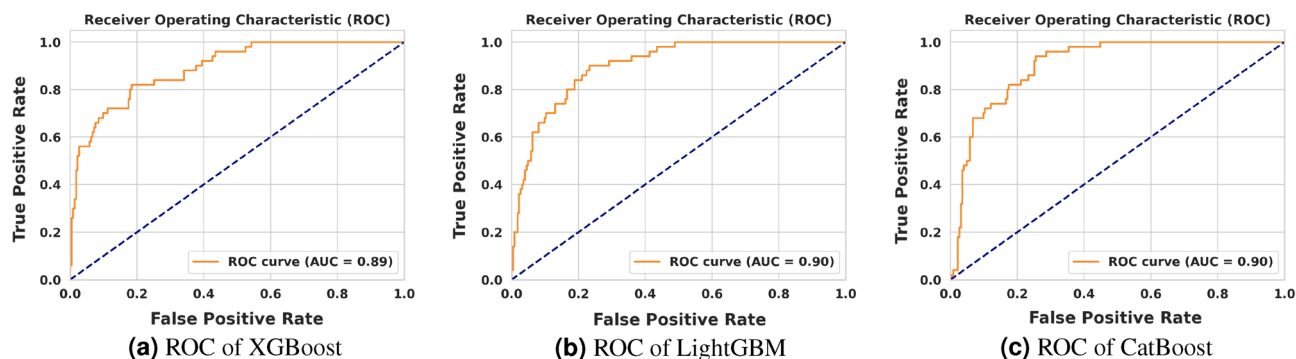 Receiver Operating Characteristic (ROC)
1.0
0.8
0.6
0.4
0.2
0.0
True Positive Rate
ROC curve (AUC = 0.89)
0.0 0.2 0.4 0.6 0.8 1.0
False Positive Rate
(a) ROC of XGBoost
Receiver Operating Characteristic (ROC)
1.0
0.8
0.6
0.4
0.2
0.0
True Positive Rate
ROC curve (AUC = 0.90)
0.0 0.2 0.4 0.6 0.8 1.0
False Positive Rate
(b) ROC of LightGBM
Receiver Operating Characteristic (ROC)
1.0
0.8
0.6
0.4
0.2
0.0
True Positive Rate
ROC curve (AUC = 0.90)
0.0 0.2 0.4 0.6 0.8 1.0
False Positive Rate
(c) ROC of CatBoost